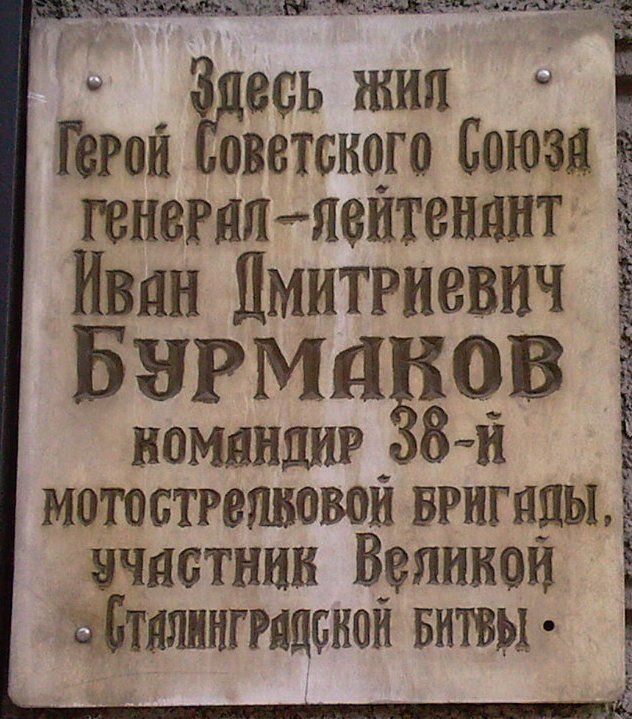 Здесь жил
Герой Советского Союза
генерал-лейтенант
Иван Дмитриевич
Бурмаков
командир 38-й
мотострелковой бригады,
участник Великой
Сталинградской битвы.